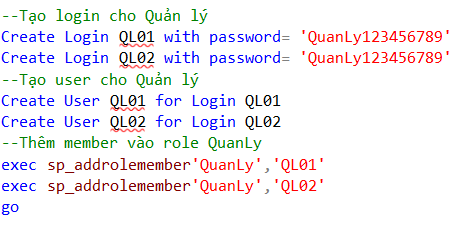 --Tạo login cho Quản lý
Create Login QL01 with password= 'QuanLy123456789'
Create Login QL02 with password= 'QuanLy123456789'
--Tạo user cho Quản lý
Create User QL01 for Login QL01
Create User QL02 for Login QL02
--Thêm member vào role QuanLy
exec sp_addrolemember'QuanLy','QL01'
exec sp_addrolemember'QuanLy','QL02'
go